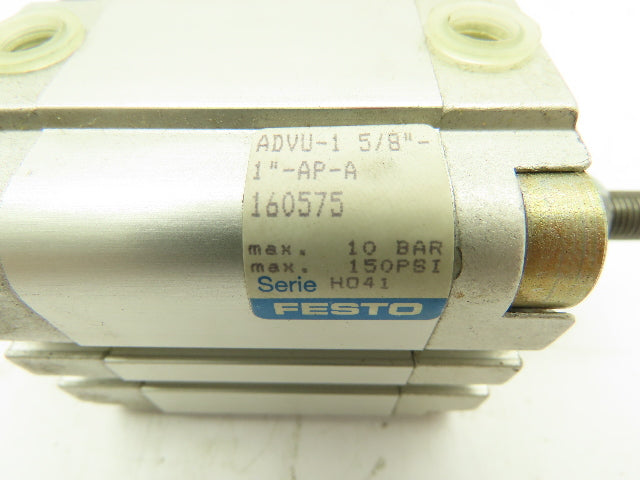 ADVU-1 5/8"-
1"-AP-A
160575
max. 10 BAR
max. 150PSI
Serie H041
FESTO